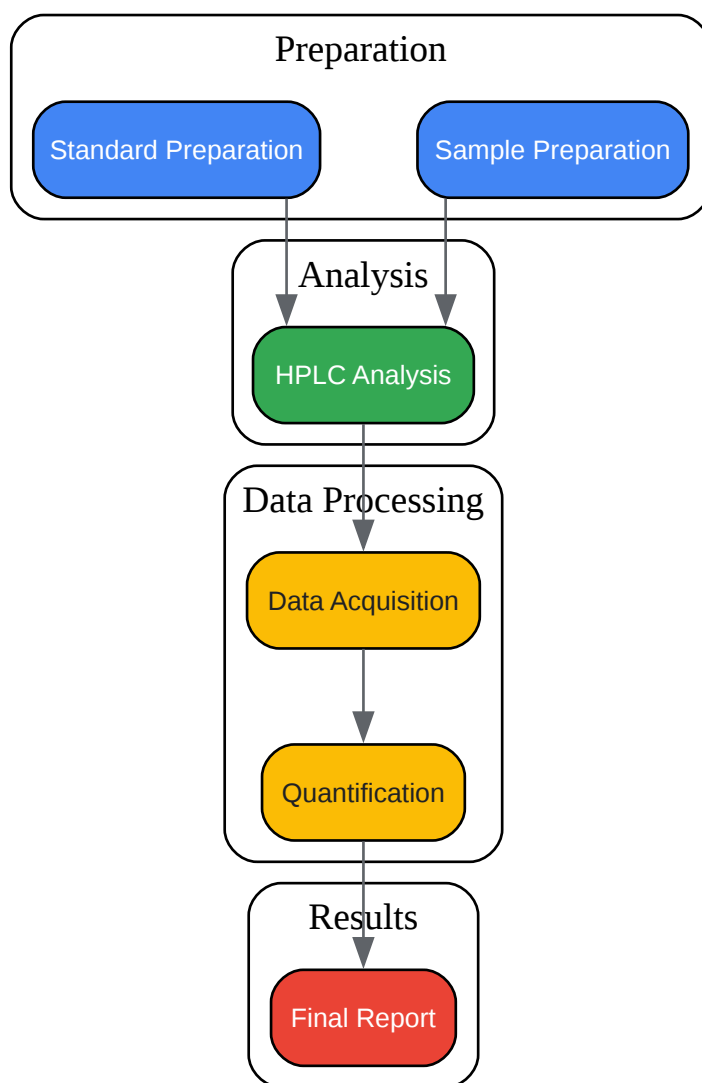 Preparation
Standard Preparation
Sample Preparation
Analysis
HPLC Analysis
Data Processing
Data Acquisition
Quantification
Results
Final Report